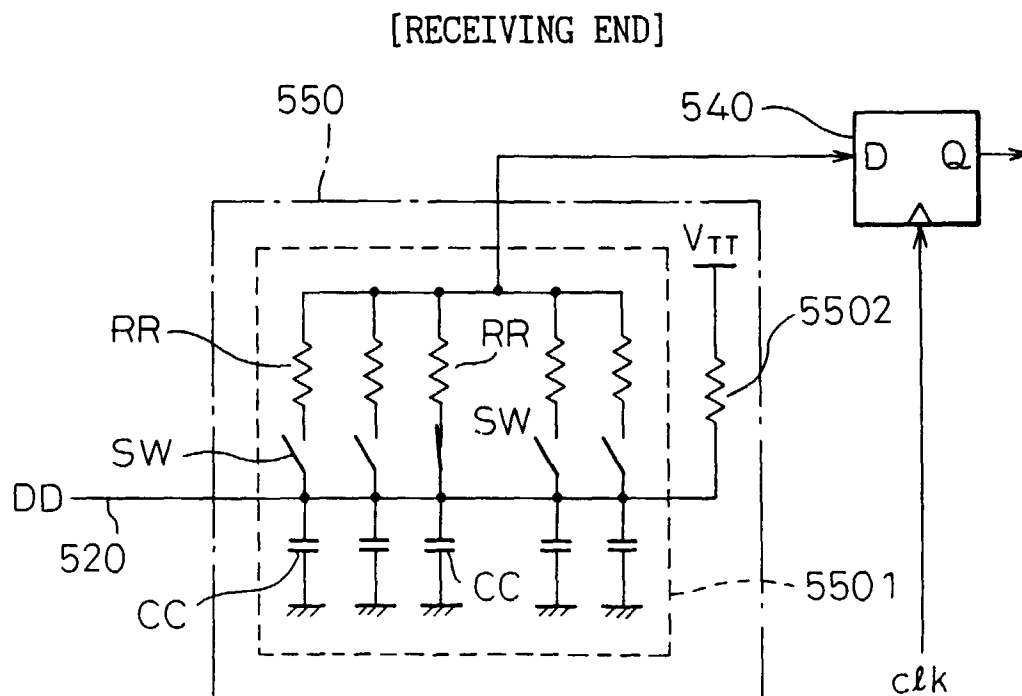 [RECEIVING END]
550
540
D Q
VTT
RR
RR
5502
SW
SW
DD
520
CC
CC
5501
clk